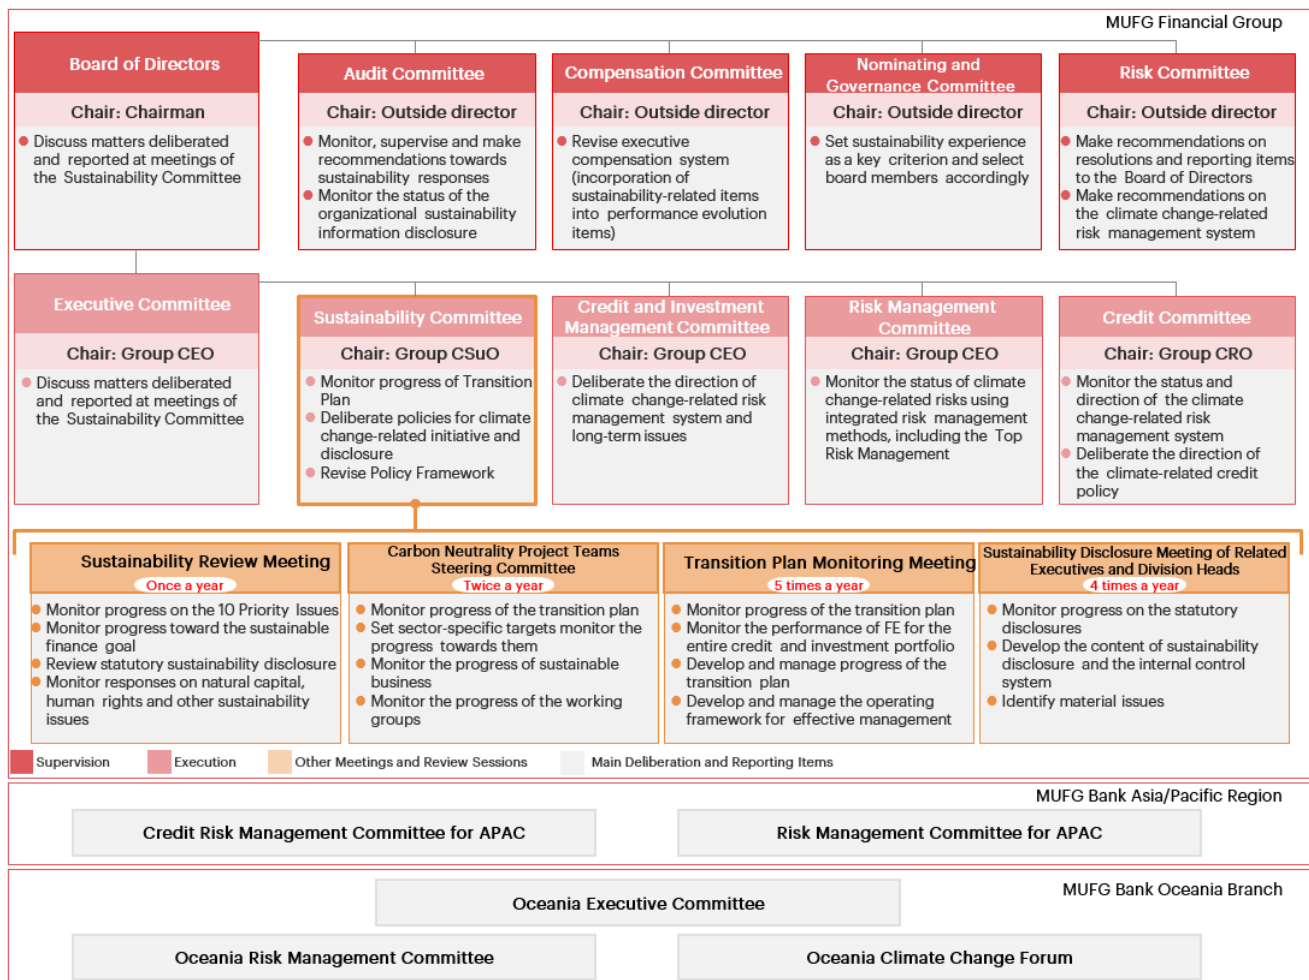 MUFG Financial Group
Board of Directors
Chair: Chairman
Discuss matters deliberated
and reported at meetings of
the Sustainability Committee
Audit Committee
Chair: Outside director
Monitor, supervise and make
recommendations towards
sustainability responses
Monitor the status of the
organizational sustainability
information disclosure
Compensation Committee
Chair: Outside director
Revise executive
compensation system
(incorporation of
sustainability-related items
into performance evolution
items)
Nominating and
Governance Committee
Chair: Outside director
Set sustainability experience
as a key criterion and select
board members accordingly
Risk Committee
Chair: Outside director
Make recommendations on
resolutions and reporting items
to the Board of Directors
Make recommendations on
the climate change-related
risk management system
Executive Committee
Chair: Group CEO
Discuss matters deliberated
and reported at meetings of
the Sustainability Committee
Sustainability Committee
Chair: Group CSuO
Monitor progress of Transition
Plan
Deliberate policies for climate
change-related initiative and
disclosure
Revise Policy Framework
Credit and Investment
Management Committee
Chair: Group CEO
Deliberate the direction of
climate change-related risk
management system and
long-term issues
Risk Management
Committee
Chair: Group CEO
Monitor the status of climate
change-related risks using
integrated risk management
methods, including the Top
Risk Management
Credit Committee
Chair: Group CRO
Monitor the status and
direction of the climate
change-related risk
management system
Deliberate the direction of
the climate-related credit
policy
Sustainability Review Meeting
Once a year
Monitor progress on the 10 Priority Issues
Monitor progress toward the sustainable
finance goal
Review statutory sustainability disclosure
Monitor responses on natural capital,
human rights and other sustainability
issues
Carbon Neutrality Project Teams
Steering Committee
Twice a year
Monitor progress of the transition plan
Set sector-specific targets monitor the
progress towards them
Monitor the progress of sustainable
business
Monitor the progress of the working
groups
Transition Plan Monitoring Meeting
5 times a year
Monitor progress of the transition plan
Monitor the performance of FE for the
entire credit and investment portfolio
Develop and manage progress of the
transition plan
Develop and manage the operating
framework for effective management
Sustainability Disclosure Meeting of Related
Executives and Division Heads
4 times a year
Monitor progress on the statutory
disclosures
Develop the content of sustainability
disclosure and the internal control
system
Identify material issues
Supervision
Execution
Other Meetings and Review Sessions
Main Deliberation and Reporting Items
MUFG Bank Asia/Pacific Region
Credit Risk Management Committee for APAC
Risk Management Committee for APAC
MUFG Bank Oceania Branch
Oceania Executive Committee
Oceania Risk Management Committee
Oceania Climate Change Forum